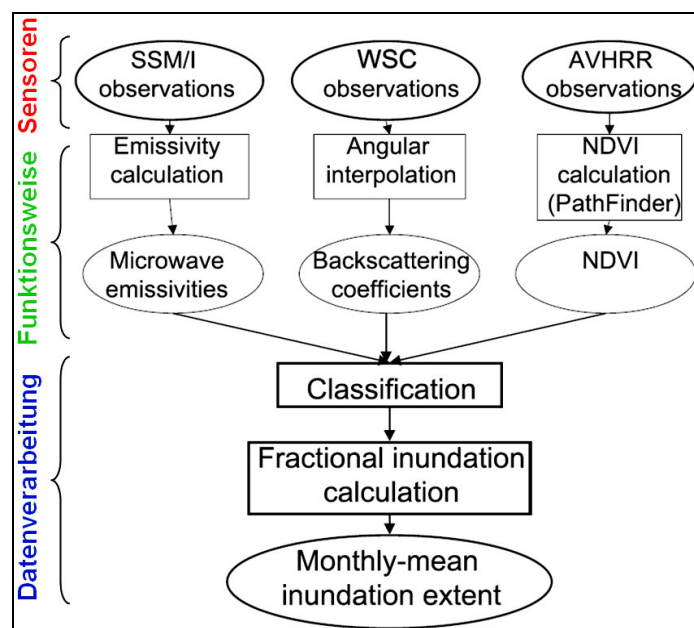 Sensoren
SSM/I
observations
WSC
observations
AVHRR
observations
Funktionsweise
Emissivity
calculation
Angular
interpolation
NDVI
calculation
(PathFinder)
Microwave
emissivities
Backscattering
coefficients
NDVI
Datenverarbeitung
Classification
Fractional inundation
calculation
Monthly-mean
inundation extent